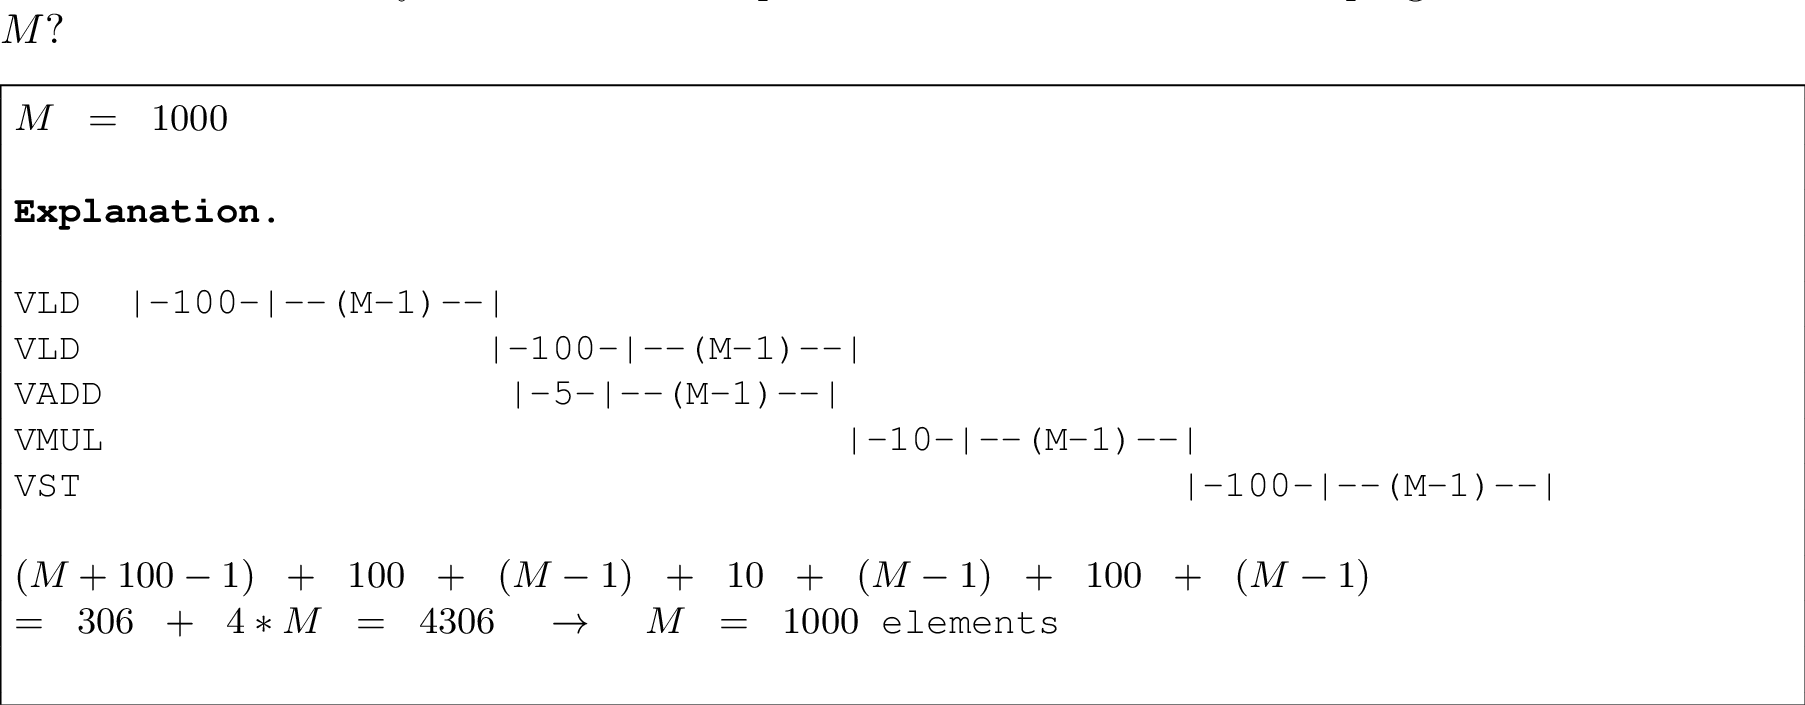 M?
M = 1000
Explanation.
VLD |-100-|--(M-1)--|
VLD |-100-|--(M-1)--|
VADD |-5-|--(M-1)--|
VMUL |-10-|--(M-1)--|
VST |-100-|--(M-1)--|
(M + 100 − 1) + 100 + (M − 1) + 10 + (M − 1) + 100 + (M − 1)
= 306 + 4 ∗ M = 4306 → M = 1000 elements